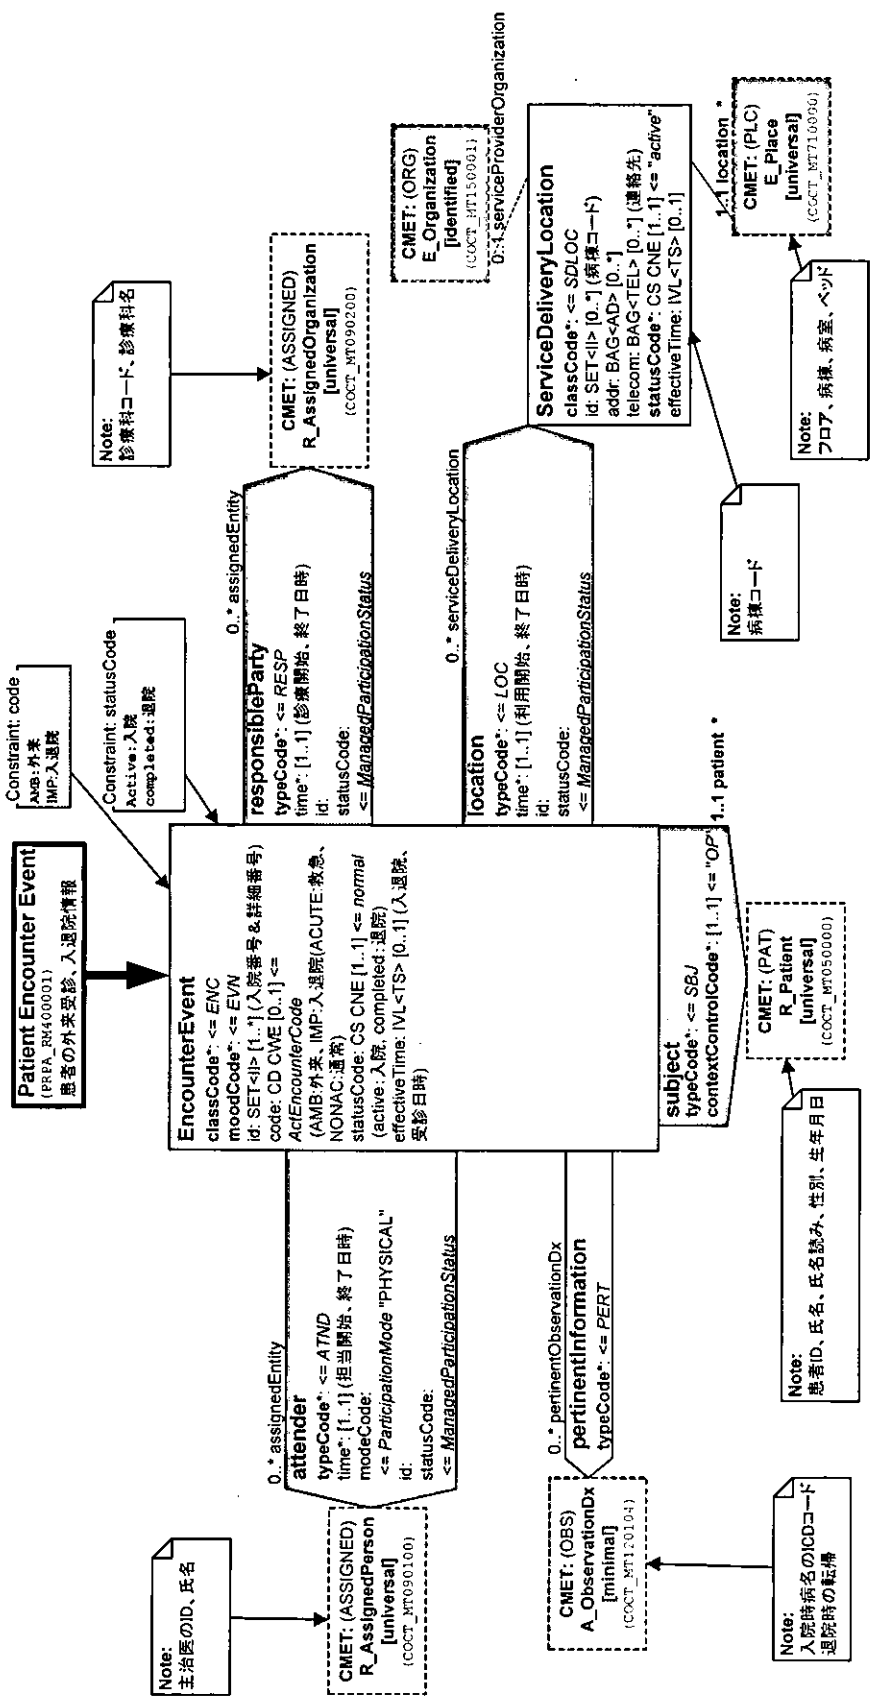 Patient Encounter Event
(PRPA_RM400001)
患者の外来受診、入退院情報
Constraint: code
AMB:外来
IMP:入退院
Constraint: statusCode
Active:入院
completed:退院
EncounterEvent
classCode*: <= ENC
moodCode*: <= EVN
id: SET<II> [1..*] (入院番号&詳細番号)
code: CD CWE [0..1] <=
ActEncounterCode
(AMB:外来、IMP:入退院(ACUTE:救急、
NONAC:通常)
statusCode: CS CNE [1..1] <= normal
(active:入院, completed:退院)
effectiveTime: IVL<TS> [0..1] (入退院、
受診日時)
Note:
主治医のID、氏名
CMET: (ASSIGNED)
R_AssignedPerson
[universal]
(COCT_MT090100)
0..* assignedEntity
attender
typeCode*: <= ATND
time*: [1..1] (担当開始、終了日時)
modeCode:
<= ParticipationMode "PHYSICAL"
id:
statusCode:
<= ManagedParticipationStatus
0..* pertinentObservationDx
pertinentInformation
typeCode*: <= PERT
CMET: (OBS)
A_ObservationDx
[minimal]
(COCT_MT120104)
Note:
入院時病名のICDコード
退院時の転帰
0..* assignedEntity
responsibleParty
typeCode*: <= RESP
time*: [1..1] (診療開始、終了日時)
id:
statusCode:
<= ManagedParticipationStatus
Note:
診療科コード、診療科名
CMET: (ASSIGNED)
R_AssignedOrganization
[universal]
(COCT_MT090200)
0..* serviceDeliveryLocation
location
typeCode*: <= LOC
time*: [1..1] (利用開始、終了日時)
id:
statusCode:
<= ManagedParticipationStatus
CMET: (ORG)
E_Organization
[identified]
(COCT_MT150001)
0..1 serviceProviderOrganization
ServiceDeliveryLocation
classCode*: <= SDLOC
id: SET<II> [0..*] (病棟コード)
addr: BAG<AD> [0..*]
telecom: BAG<TEL> [0..*] (連絡先)
statusCode*: CS CNE [1..1] <= "active"
effectiveTime: IVL<TS> [0..1]
1..1 location *
CMET: (PLC)
E_Place
[universal]
(COCT_MT710000)
Note:
病棟コード
Note:
フロア、病棟、病室、ベッド
subject
typeCode*: <= SBJ
contextControlCode*: [1..1] <= "OP"
1..1 patient *
CMET: (PAT)
R_Patient
[universal]
(COCT_MT050000)
Note:
患者ID、氏名、氏名読み、性別、生年月日